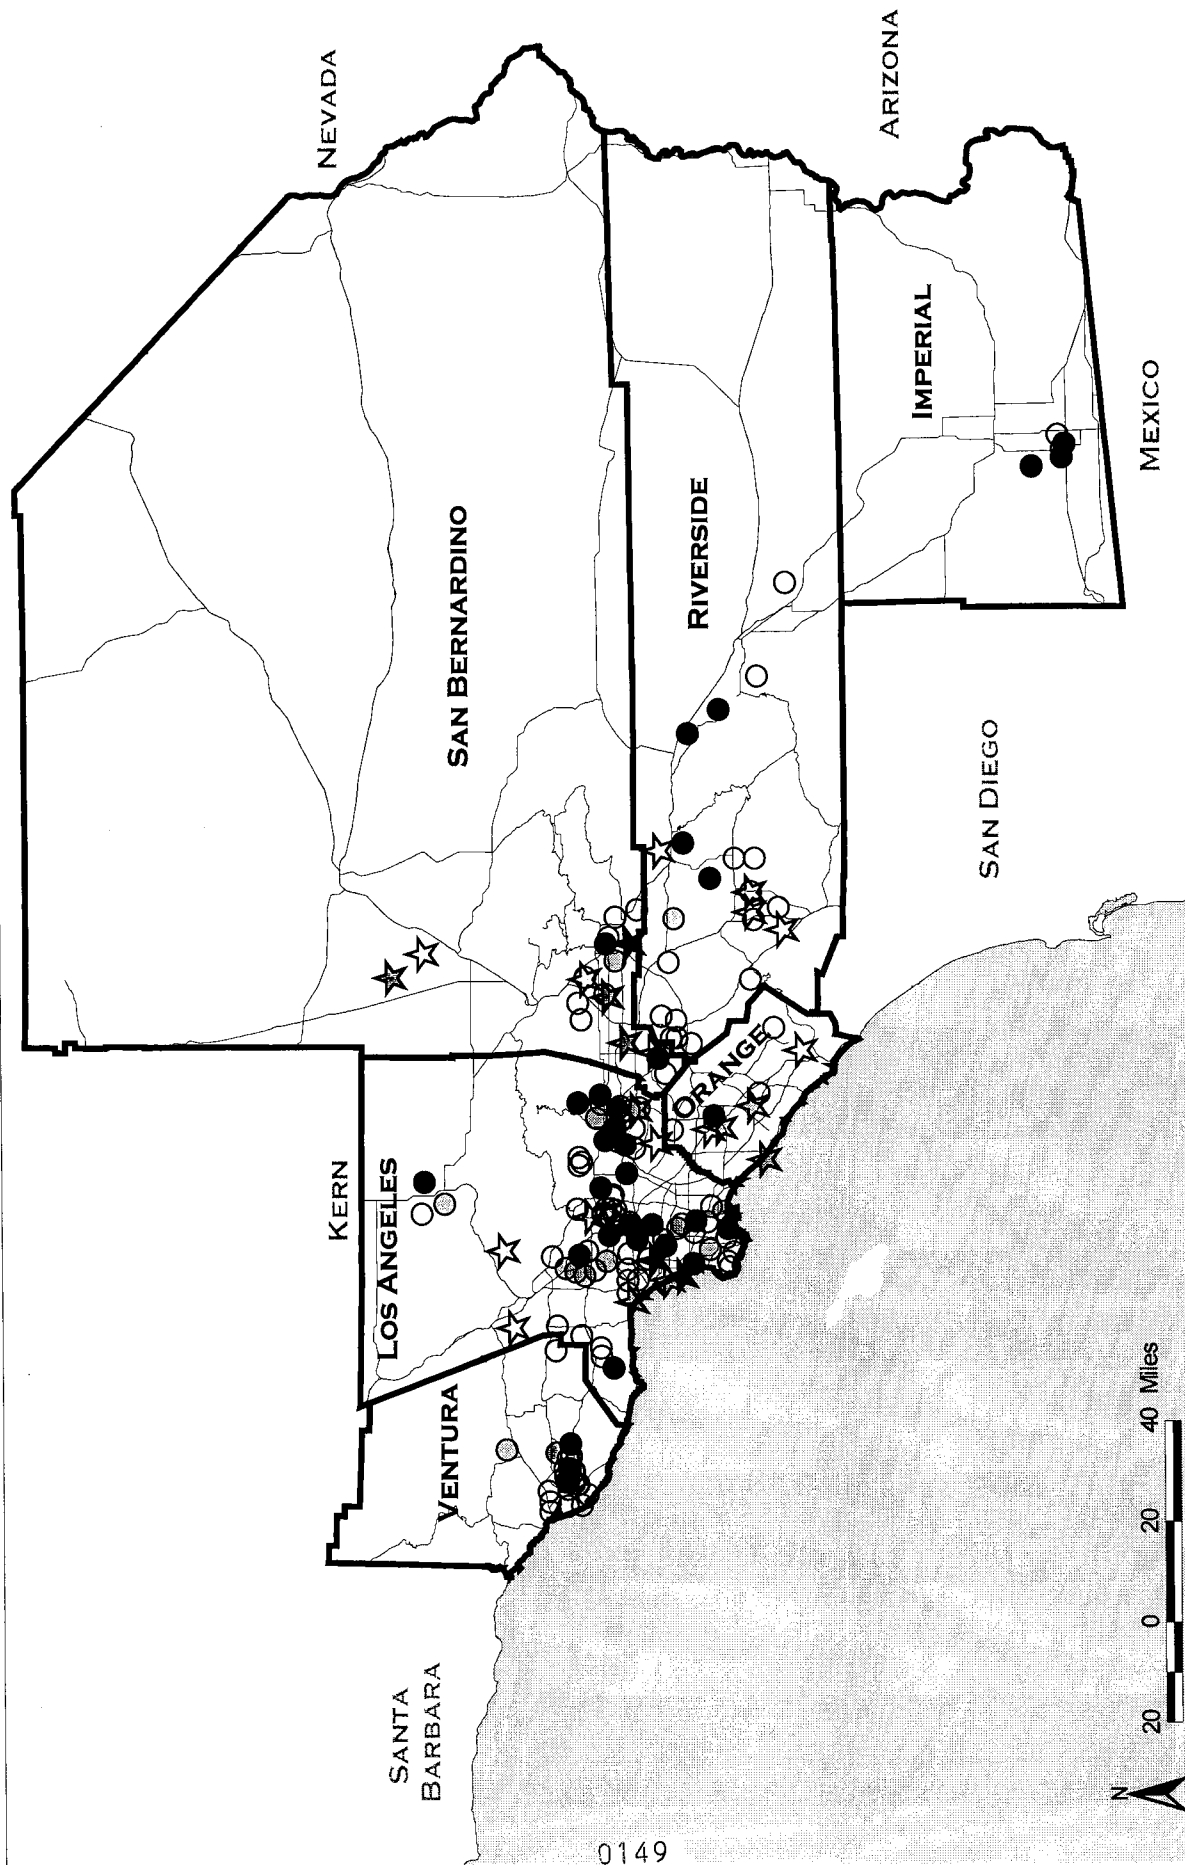 NEVADA
ARIZONA
SAN BERNARDINO
RIVERSIDE
IMPERIAL
MEXICO
KERN
LOS ANGELES
ORANGE
SAN DIEGO
VENTURA
SANTA
BARBARA
20 0 20 40 Miles
N
0149